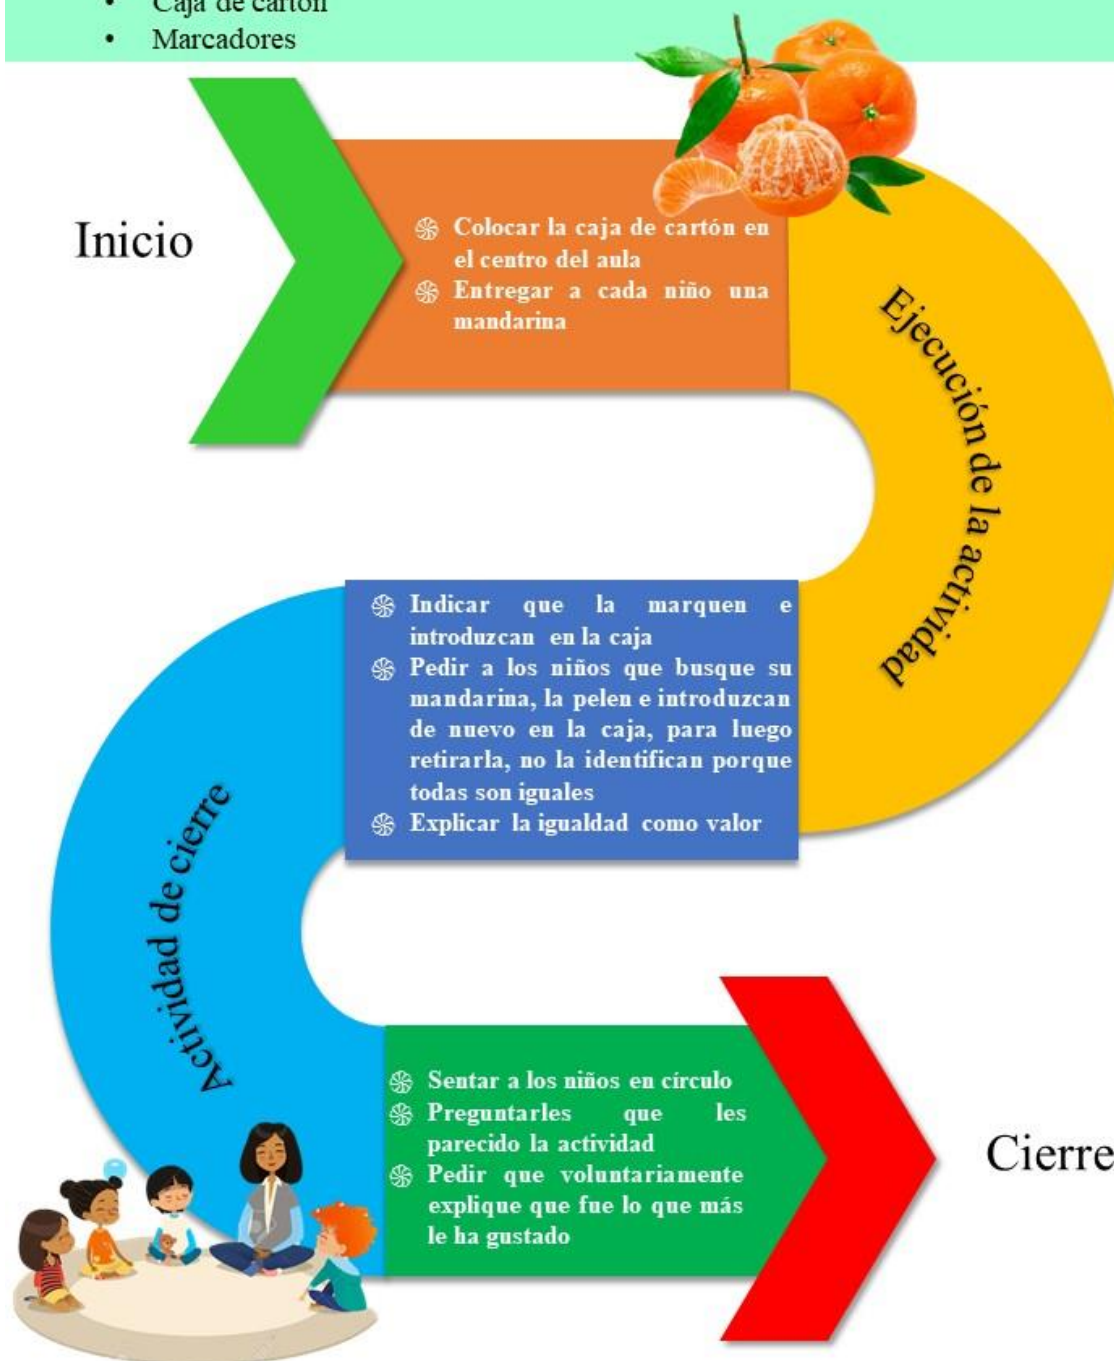 • Caja de cartón
• Marcadores
Inicio
֍ Colocar la caja de cartón en
el centro del aula
֍ Entregar a cada niño una
mandarina
Ejecución de la actividad
֍ Indicar que la marquen e
introduzcan en la caja
֍ Pedir a los niños que busque su
mandarina, la pelen e introduzcan
de nuevo en la caja, para luego
retirarla, no la identifican porque
todas son iguales
֍ Explicar la igualdad como valor
Actividad de cierre
֍ Sentar a los niños en círculo
֍ Preguntarles que les
parecido la actividad
֍ Pedir que voluntariamente
explique que fue lo que más
le ha gustado
Cierre